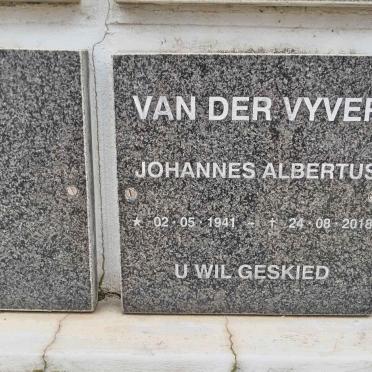 VAN DER VYVER
JOHANNES ALBERTUS
★ 02·05·1941 – † 24·08·2018
U WIL GESKIED